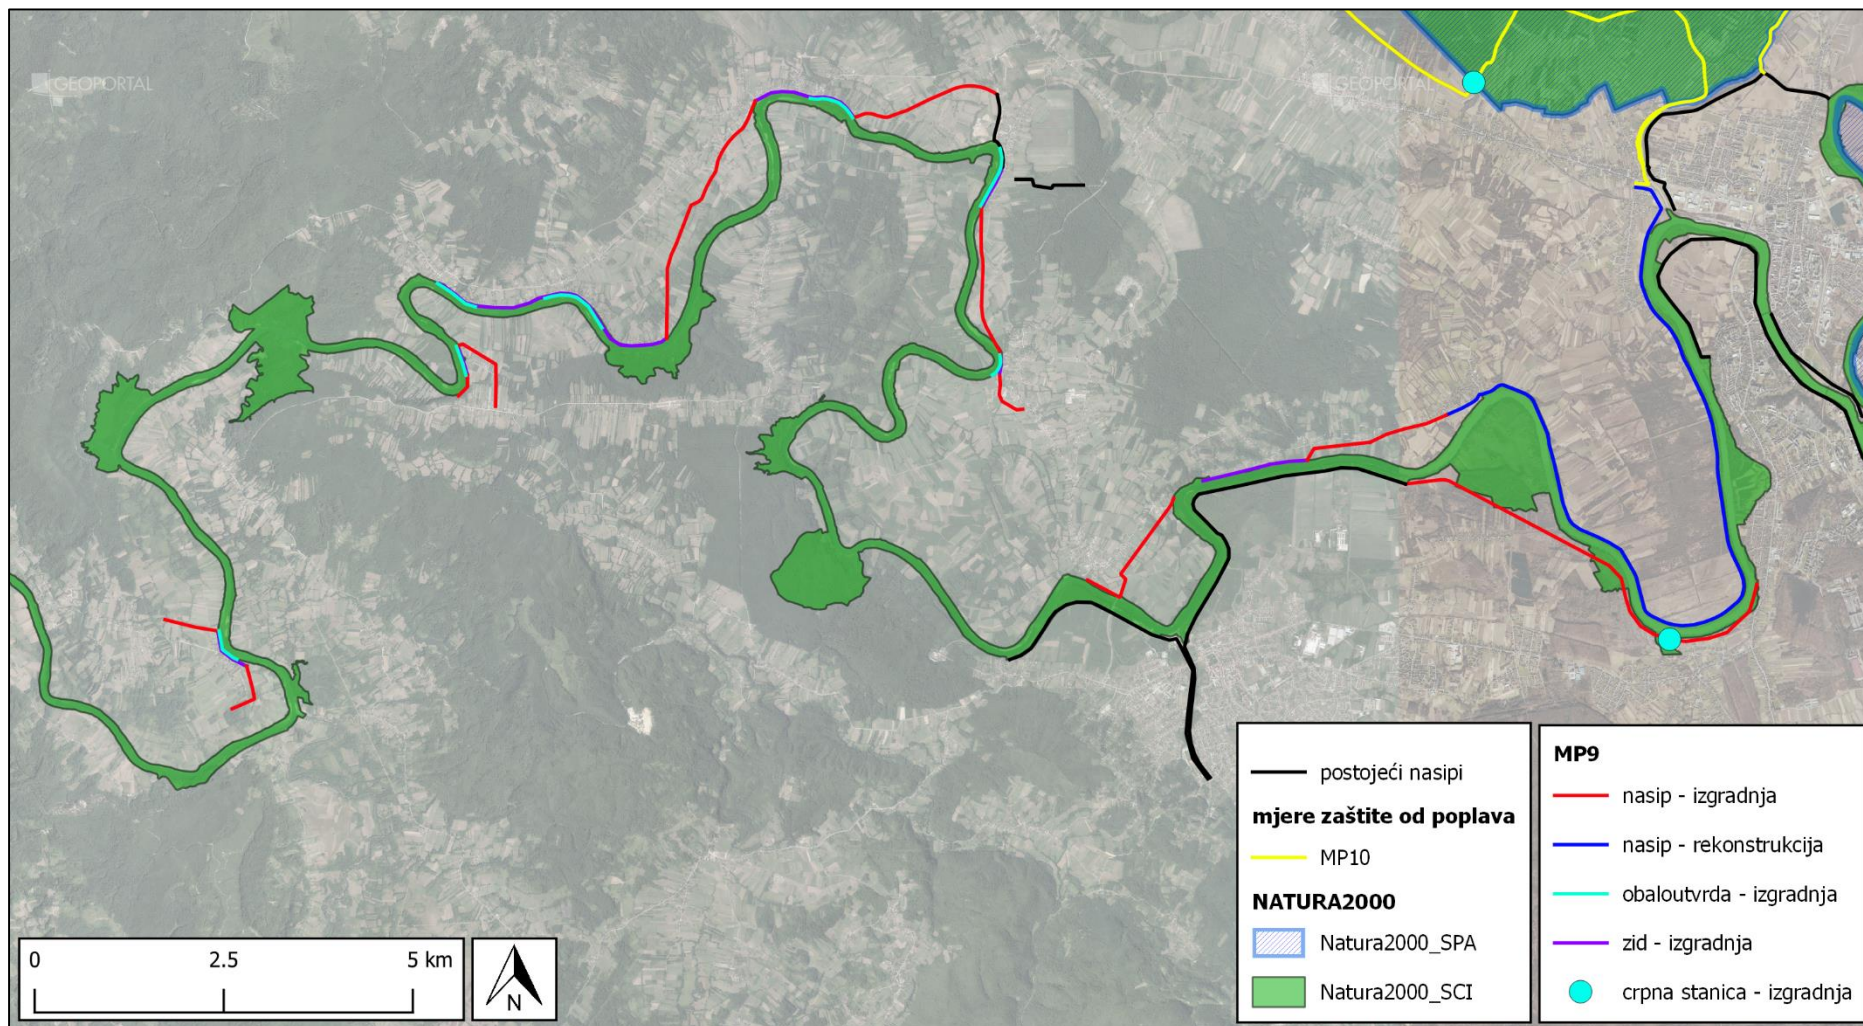 GEOPORTAL
GEOPORTAL
postojeći nasipi
mjere zaštite od poplava
MP10
NATURA2000
Natura2000_SPA
Natura2000_SCI
MP9
nasip - izgradnja
nasip - rekonstrukcija
obaloutvrda - izgradnja
zid - izgradnja
crpna stanica - izgradnja
0 2.5 5 km
N